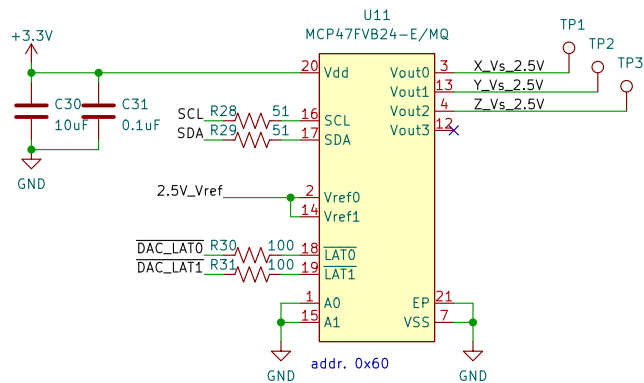 U11
MCP47FVB24-E/MQ
+3.3V
C30
10uF
C31
0.1uF
GND
20 Vdd
SCL R28 51 16 SCL
SDA R29 51 17 SDA
2.5V_Vref 2 Vref0
14 Vref1
DAC_LAT0 R30 100 18 LAT0
DAC_LAT1 R31 100 19 LAT1
1 A0
15 A1
GND
addr. 0x60
Vout0 3 X_Vs_2.5V TP1
Vout1 13 Y_Vs_2.5V TP2
Vout2 4 Z_Vs_2.5V TP3
Vout3 12
EP 21
VSS 7
GND